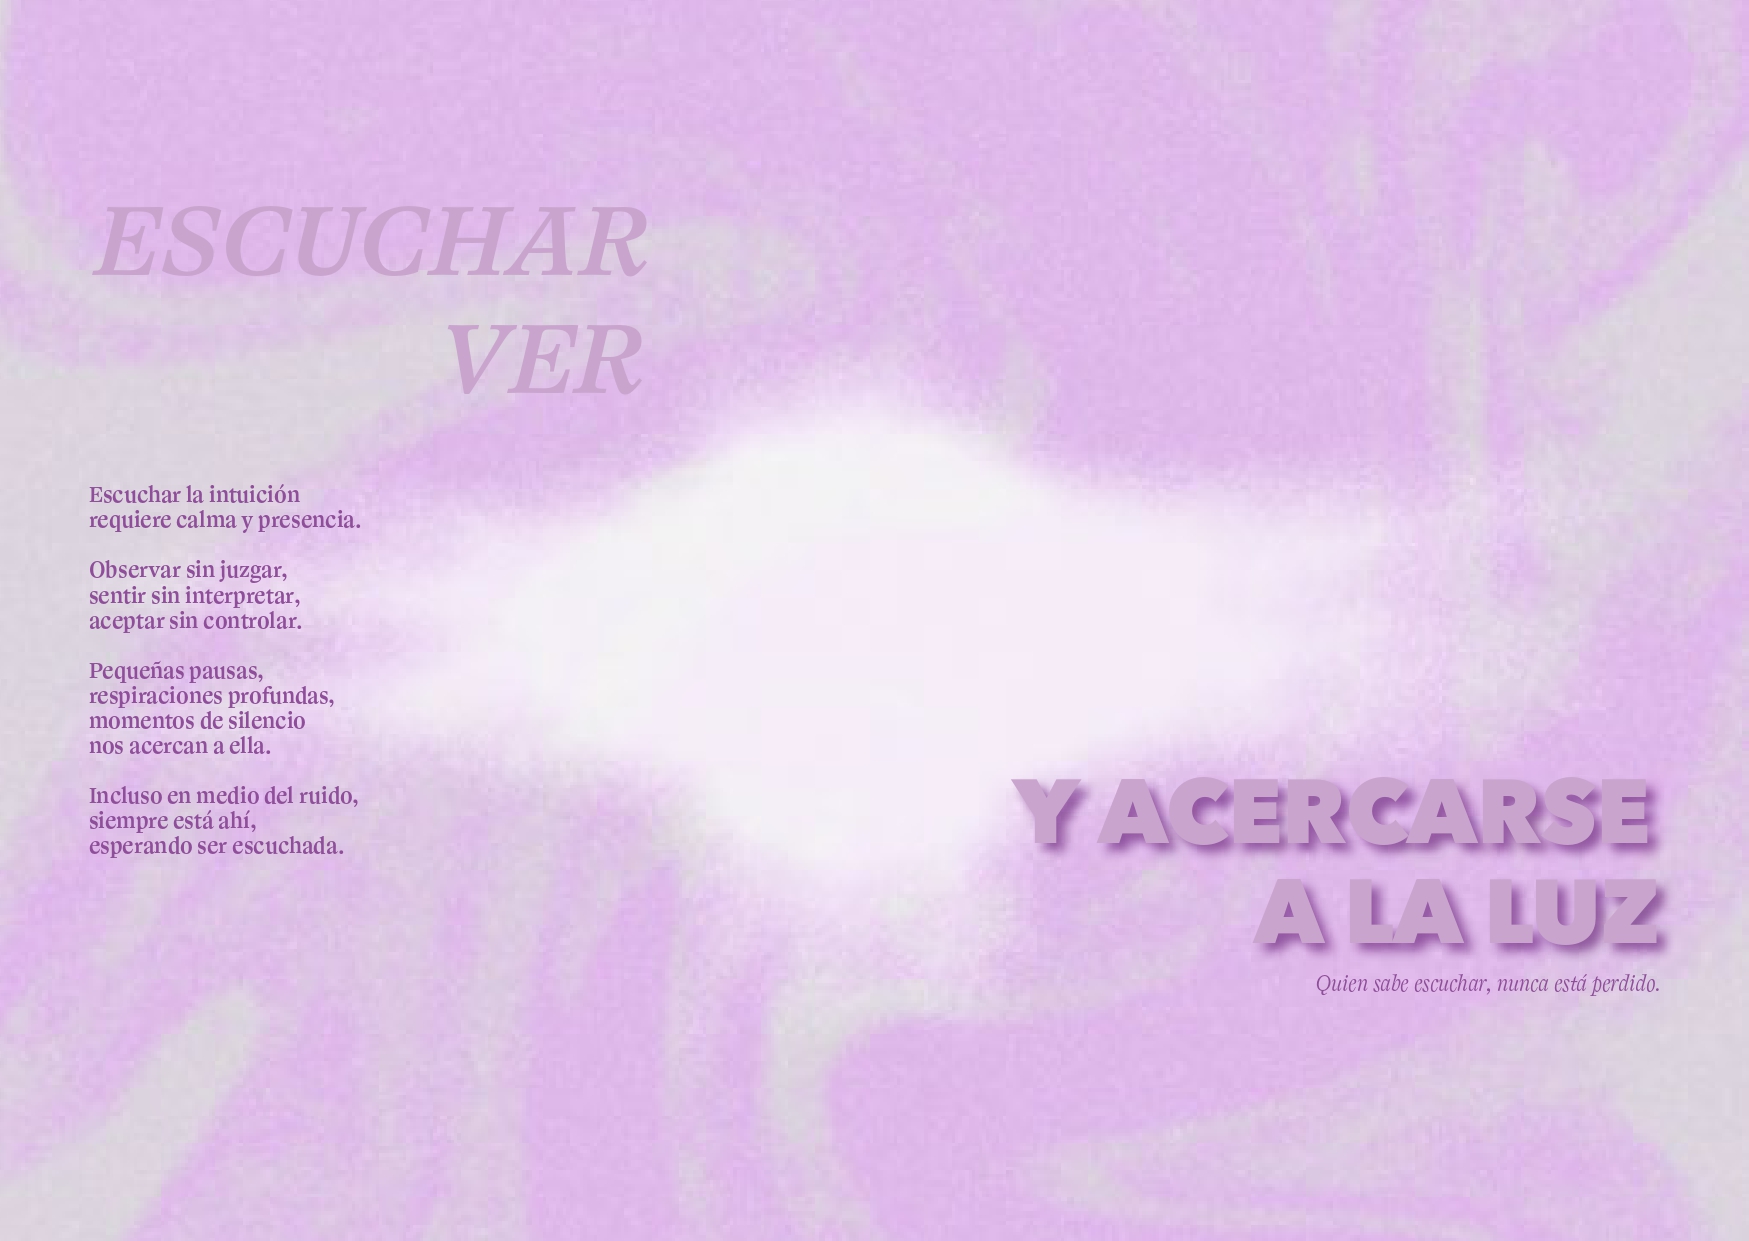 ESCUCHAR
VER
Escuchar la intuición
requiere calma y presencia.
Observar sin juzgar,
sentir sin interpretar,
aceptar sin controlar.
Pequeñas pausas,
respiraciones profundas,
momentos de silencio
nos acercan a ella.
Incluso en medio del ruido,
siempre está ahí,
esperando ser escuchada.
Y ACERCARSE
A LA LUZ
Quien sabe escuchar, nunca está perdido.